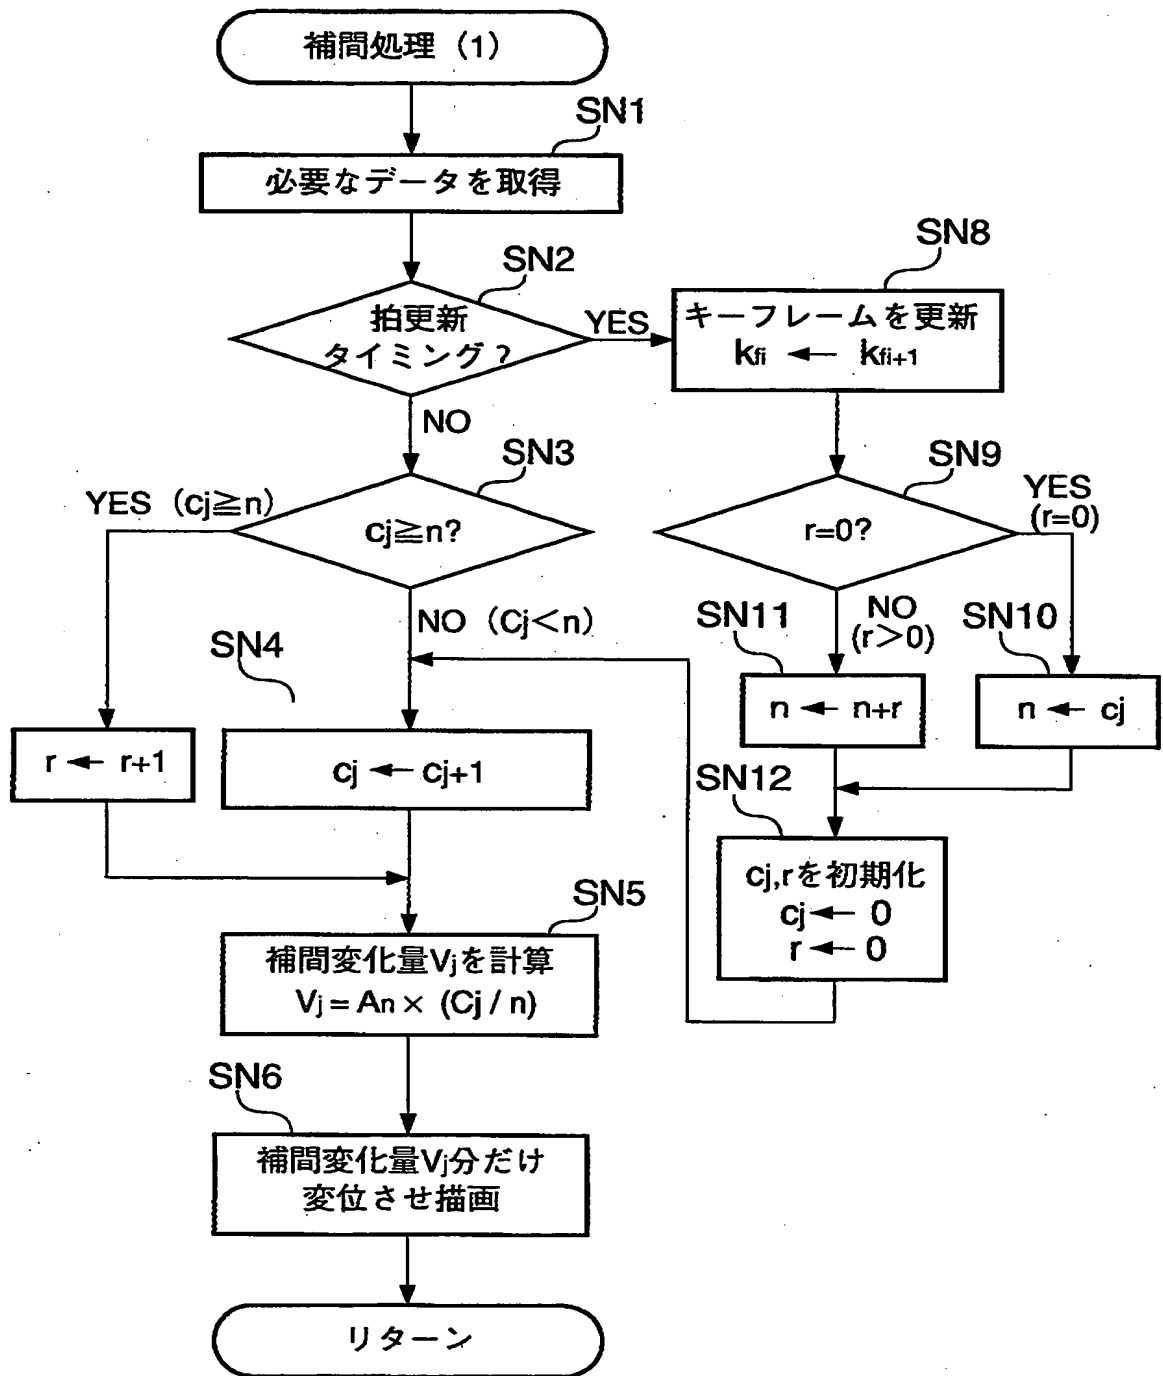 補間処理（1）
SN1
必要なデータを取得
SN2
拍更新
タイミング？
YES
NO
SN8
キーフレームを更新
kfi ← kfi+1
SN3
YES（cj≧n）
cj≧n?
NO（Cj<n）
SN9
r=0?
YES
(r=0)
NO
(r>0)
SN4
r ← r+1
cj ← cj+1
SN11
n ← n+r
SN10
n ← cj
SN12
cj,rを初期化
cj← 0
r ← 0
SN5
補間変化量Vjを計算
Vj = An ×（Cj / n）
SN6
補間変化量Vj分だけ
変位させ描画
リターン